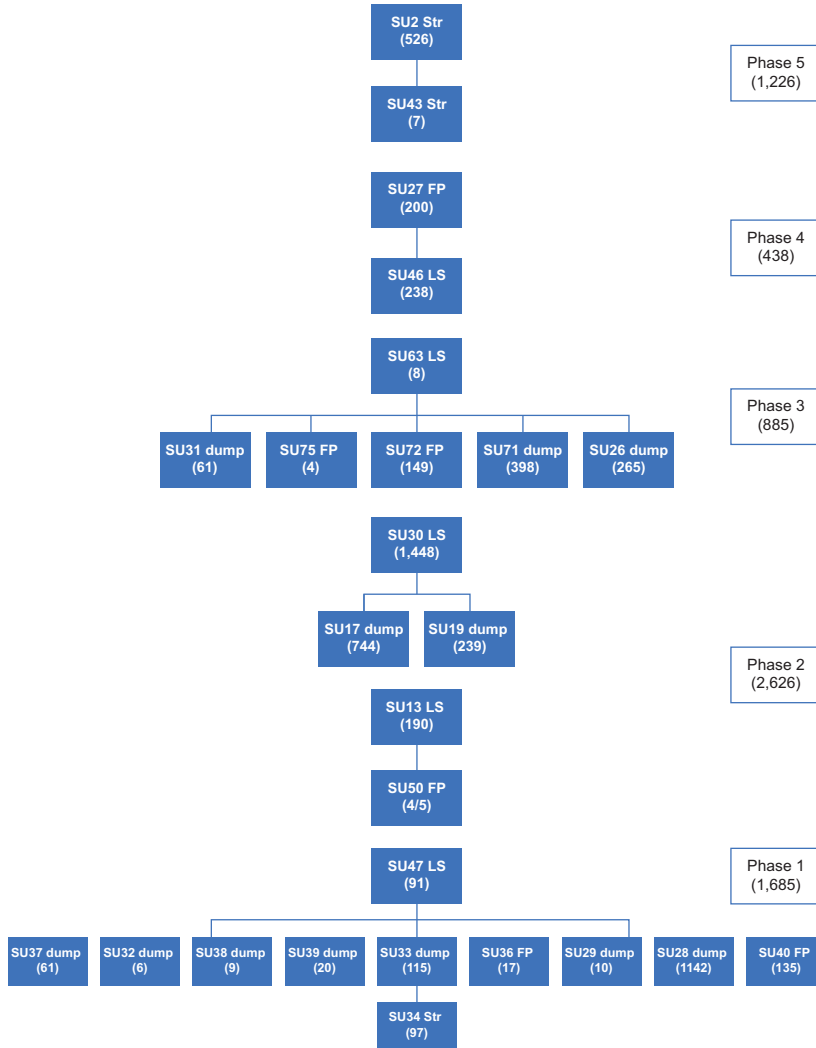 SU2 Str
(526)
Phase 5
(1,226)
SU43 Str
(7)
SU27 FP
(200)
Phase 4
(438)
SU46 LS
(238)
SU63 LS
(8)
Phase 3
(885)
SU31 dump
(61)
SU75 FP
(4)
SU72 FP
(149)
SU71 dump
(398)
SU26 dump
(265)
SU30 LS
(1,448)
SU17 dump
(744)
SU19 dump
(239)
Phase 2
(2,626)
SU13 LS
(190)
SU50 FP
(4/5)
SU47 LS
(91)
Phase 1
(1,685)
SU37 dump
(61)
SU32 dump
(6)
SU38 dump
(9)
SU39 dump
(20)
SU33 dump
(115)
SU36 FP
(17)
SU29 dump
(10)
SU28 dump
(1142)
SU40 FP
(135)
SU34 Str
(97)